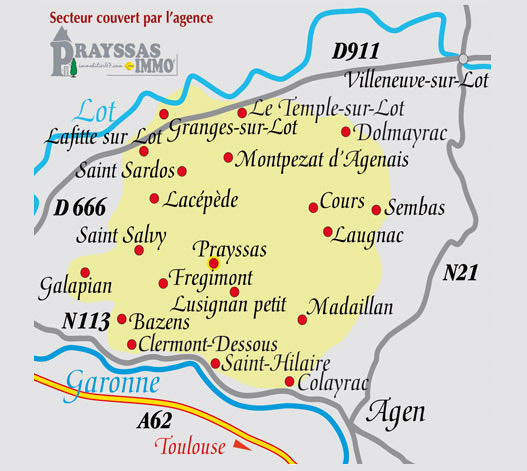 Secteur couvert par l'agence
PRAYSSAS
immobilier47.com
IMMO
D911
Villeneuve-sur-Lot
Lot
Le Temple-sur-Lot
Granges-sur-Lot
Dolmayrac
Lafitte sur Lot
Montpezat d'Agenais
Saint Sardos
Lacépède
Cours
Sembas
D 666
Saint Salvy
Laugnac
Prayssas
N21
Galapian
Fregimont
Lusignan petit
Madaillan
N113
Bazens
Clermont-Dessous
Saint-Hilaire
Garonne
Colayrac
A62
Agen
Toulouse